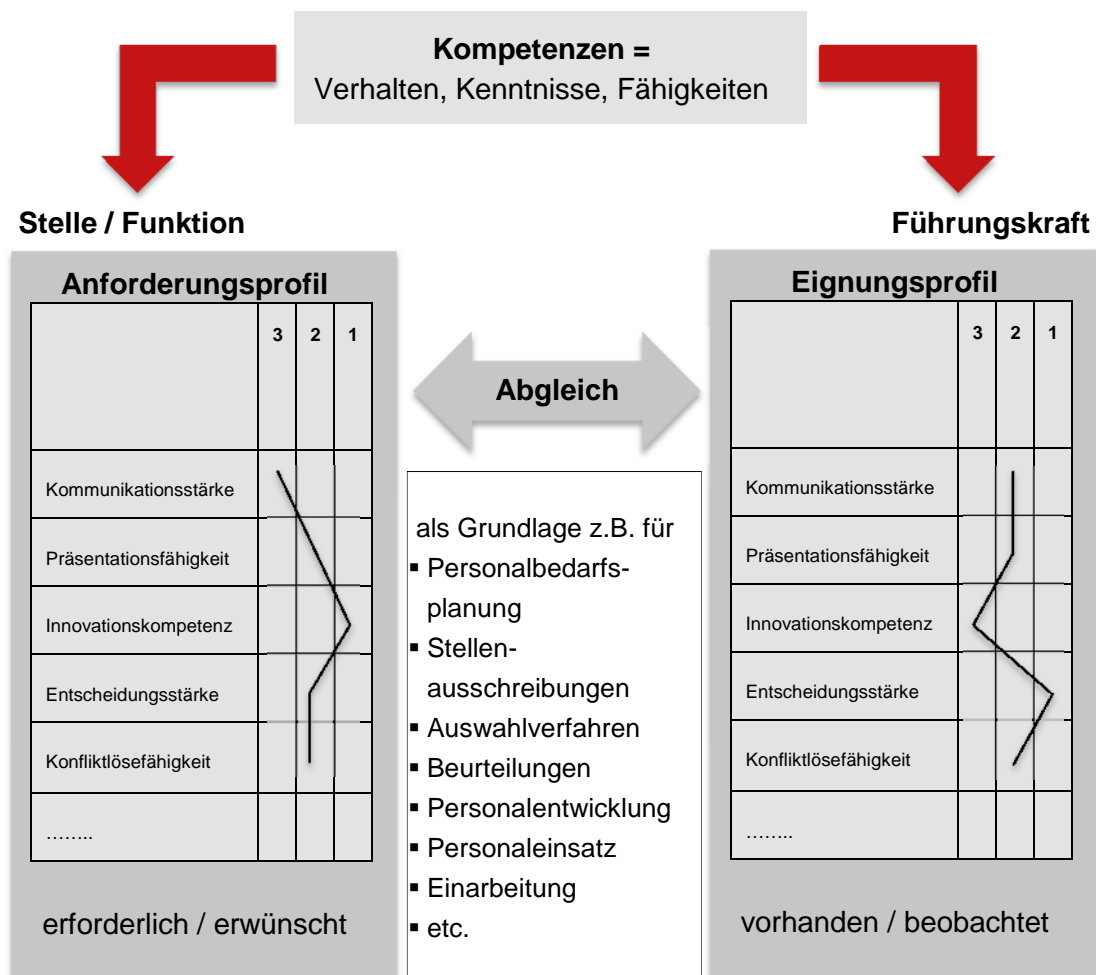 Kompetenzen =
Verhalten, Kenntnisse, Fähigkeiten
Stelle / Funktion
Führungskraft
Anforderungsprofil
3 2 1
Kommunikationsstärke
Präsentationsfähigkeit
Innovationskompetenz
Entscheidungsstärke
Konfliktlösefähigkeit
……..
erforderlich / erwünscht
Abgleich
als Grundlage z.B. für
▪ Personalbedarfs-
planung
▪ Stellen-
ausschreibungen
▪ Auswahlverfahren
▪ Beurteilungen
▪ Personalentwicklung
▪ Personaleinsatz
▪ Einarbeitung
▪ etc.
Eignungsprofil
3 2 1
Kommunikationsstärke
Präsentationsfähigkeit
Innovationskompetenz
Entscheidungsstärke
Konfliktlösefähigkeit
……..
vorhanden / beobachtet